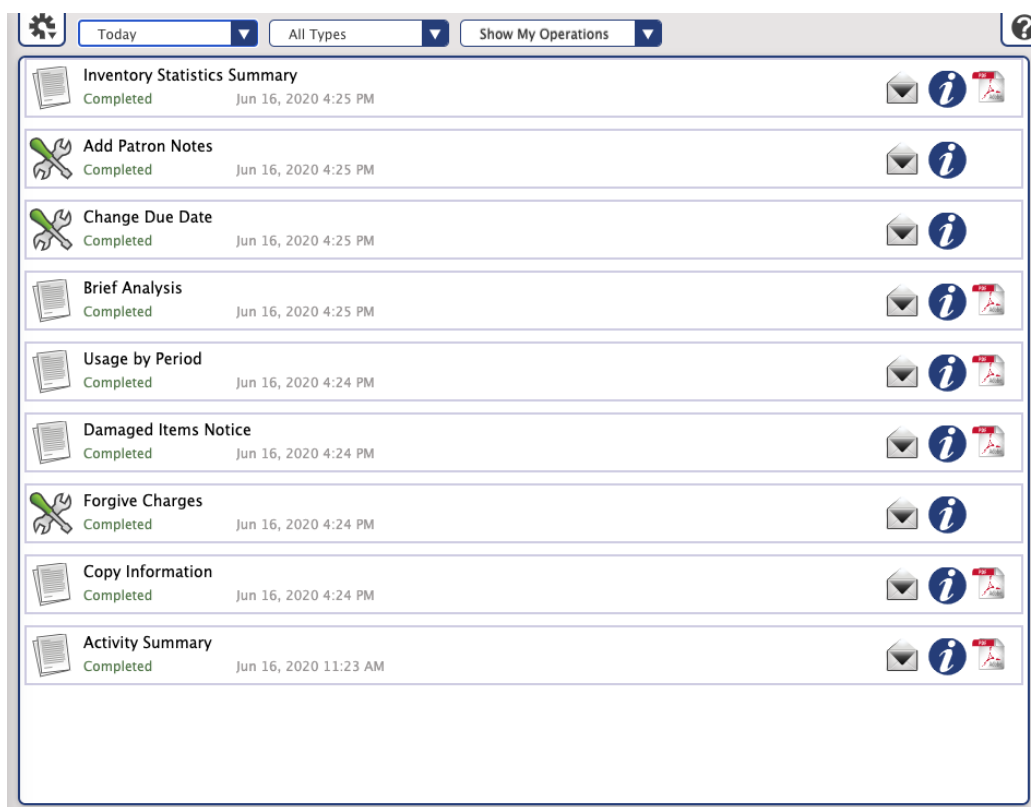 Today All Types Show My Operations ?
Inventory Statistics Summary
Completed Jun 16, 2020 4:25 PM
Add Patron Notes
Completed Jun 16, 2020 4:25 PM
Change Due Date
Completed Jun 16, 2020 4:25 PM
Brief Analysis
Completed Jun 16, 2020 4:25 PM
Usage by Period
Completed Jun 16, 2020 4:24 PM
Damaged Items Notice
Completed Jun 16, 2020 4:24 PM
Forgive Charges
Completed Jun 16, 2020 4:24 PM
Copy Information
Completed Jun 16, 2020 4:24 PM
Activity Summary
Completed Jun 16, 2020 11:23 AM